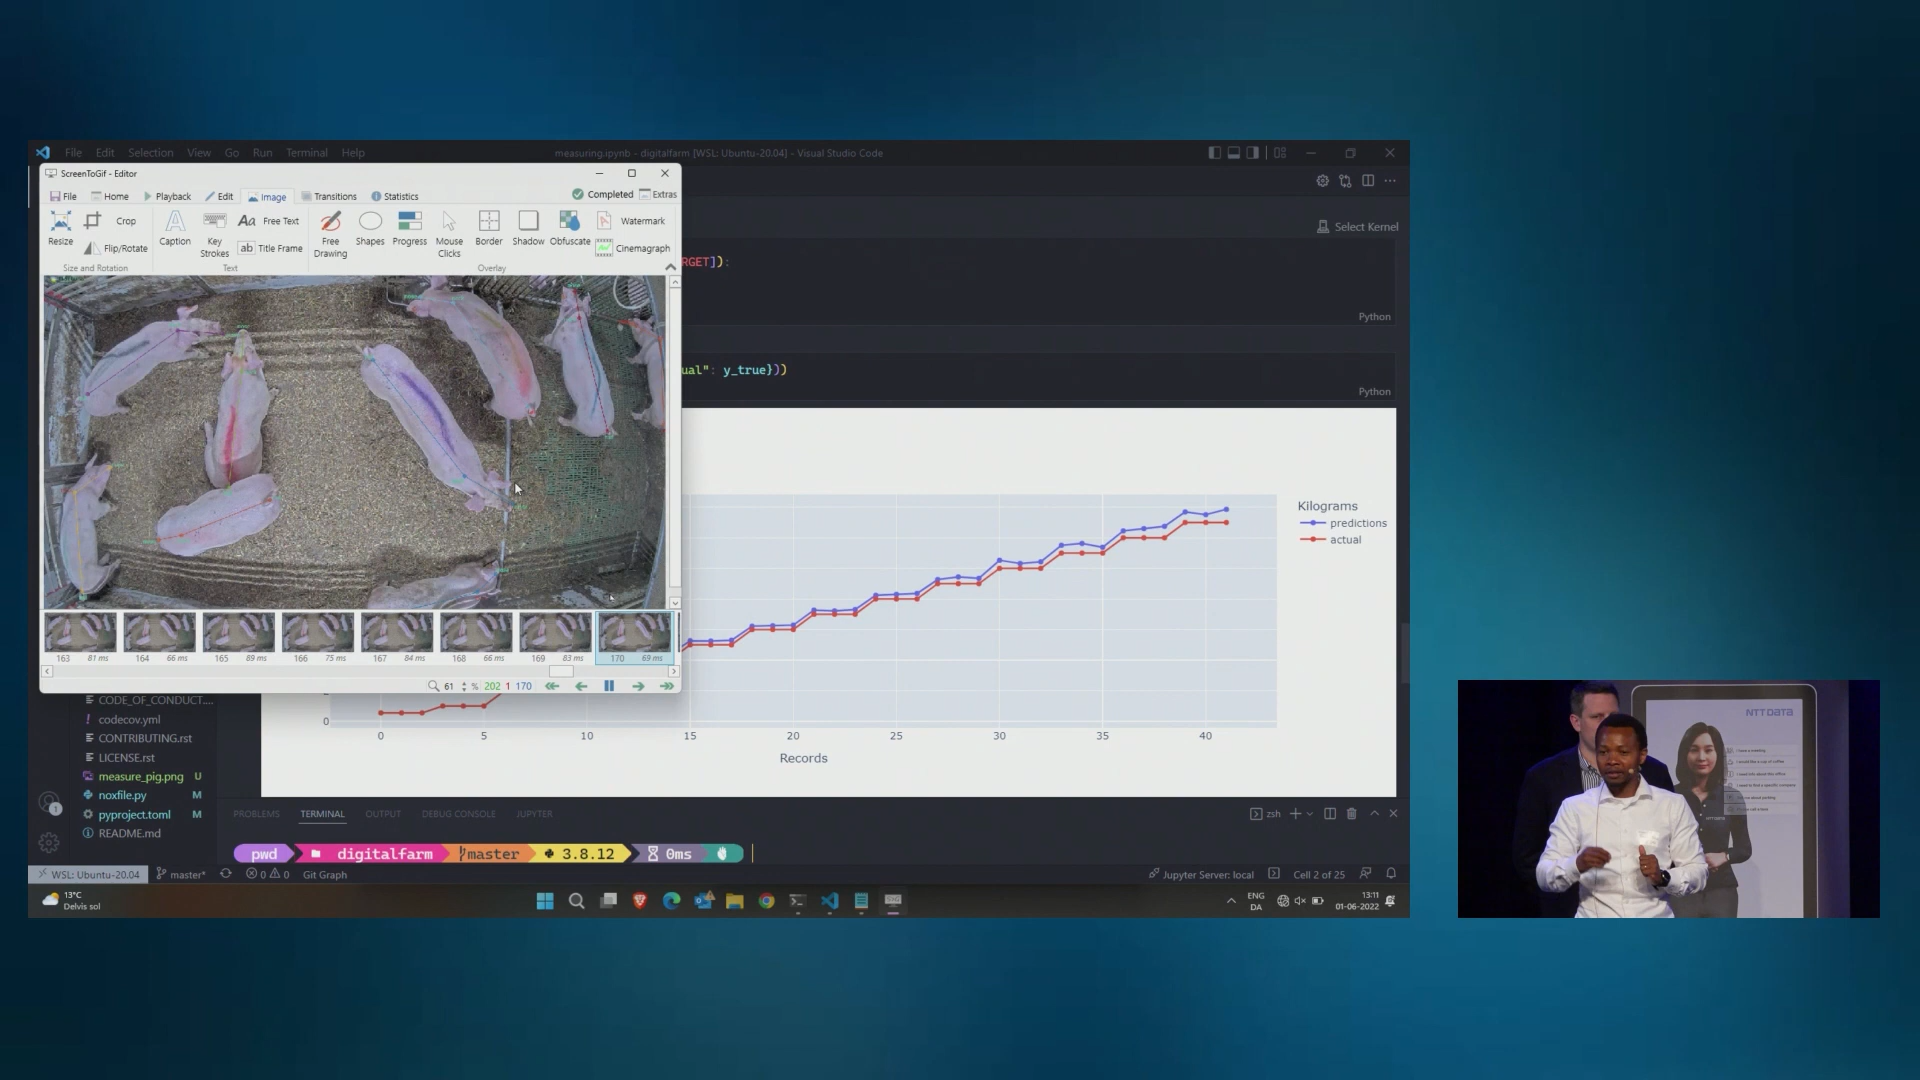 File Edit Selection View Go Run Terminal Help
measuring.ipynb - digitalfarm [WSL: Ubuntu-20.04] - Visual Studio Code
ScreenToGif - Editor
File Home Playback Edit Image Transitions Statistics
Completed Extras
Resize
Crop
Flip/Rotate
Size and Rotation
Caption
Key Strokes
Free Text
Title Frame
Text
Free Drawing
Shapes
Progress
Mouse Clicks
Border
Shadow
Obfuscate
Watermark
Cinemagraph
Overlay
Select Kernel
RGET]):
Python
ual": y_true}))
Python
163 81 ms
164 66 ms
165 89 ms
166 75 ms
167 84 ms
168 66 ms
169 83 ms
170 69 ms
61 % 202 1 170
Kilograms
predictions
actual
0
0 5 10 15 20 25 30 35 40
Records
CODE_OF_CONDUCT....
! codecov.yml
CONTRIBUTING.rst
LICENSE.rst
measure_pig.png U
noxfile.py M
pyproject.toml M
README.md
1
PROBLEMS TERMINAL OUTPUT DEBUG CONSOLE JUPYTER
zsh
pwd digitalfarm master 3.8.12 0ms
WSL: Ubuntu-20.04 master* 0 0 Git Graph
Jupyter Server: local Cell 2 of 25
13°C
Delvis sol
ENG
DA
13:11
01-06-2022
NTT DATA